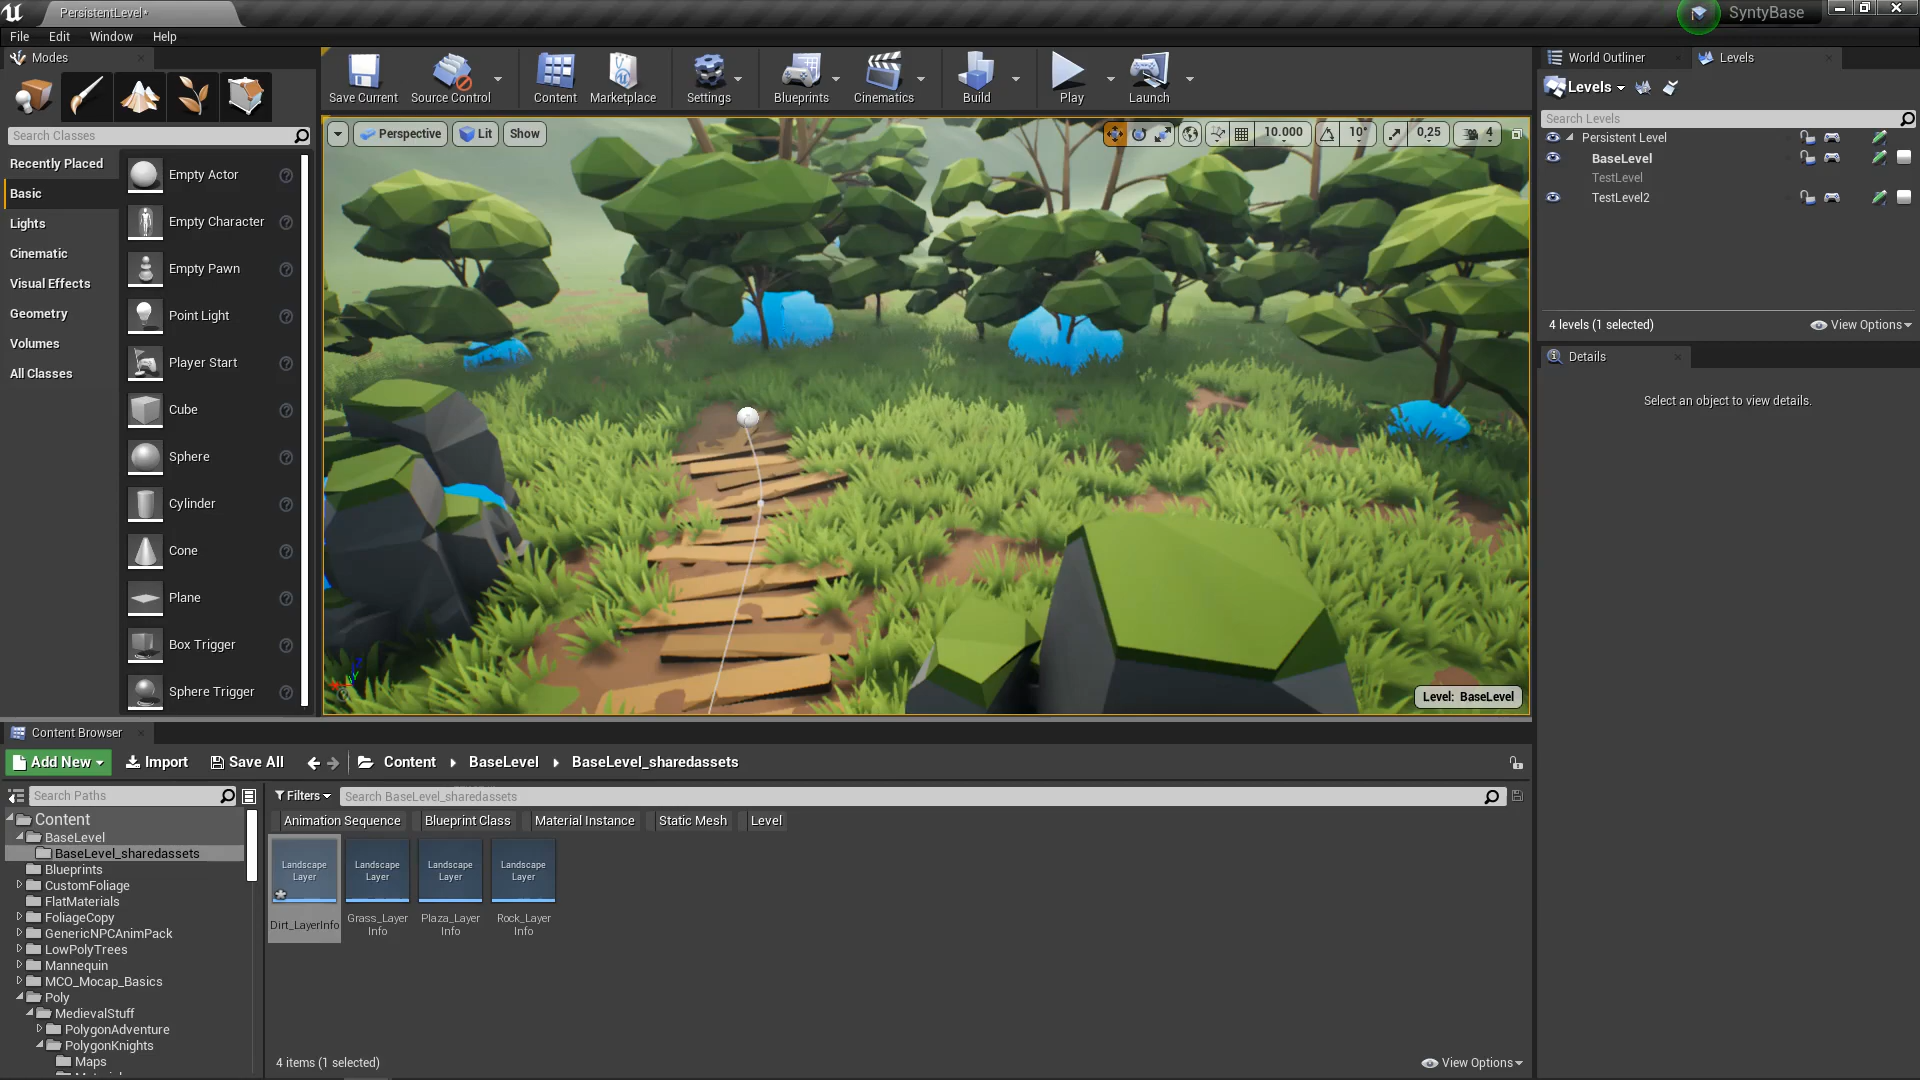 PersistentLevel*
SyntyBase
File Edit Window Help
Modes
Search Classes
Recently Placed
Basic
Lights
Cinematic
Visual Effects
Geometry
Volumes
All Classes
Empty Actor
Empty Character
Empty Pawn
Point Light
Player Start
Cube
Sphere
Cylinder
Cone
Plane
Box Trigger
Sphere Trigger
Save Current
Source Control
Content
Marketplace
Settings
Blueprints
Cinematics
Build
Play
Launch
Perspective
Lit
Show
10.000
10°
0,25
4
Level: BaseLevel
World Outliner
Levels
Levels
Search Levels
Persistent Level
BaseLevel
TestLevel
TestLevel2
4 levels (1 selected)
View Options
Details
Select an object to view details.
Content Browser
Add New
Import
Save All
Content
BaseLevel
BaseLevel_sharedassets
Search Paths
Filters
Search BaseLevel_sharedassets
Animation Sequence
Blueprint Class
Material Instance
Static Mesh
Level
Content
BaseLevel
BaseLevel_sharedassets
Blueprints
CustomFoliage
FlatMaterials
FoliageCopy
GenericNPCAnimPack
LowPolyTrees
Mannequin
MCO_Mocap_Basics
Poly
MedievalStuff
PolygonAdventure
PolygonKnights
Maps
Landscape
Layer
Dirt_LayerInfo
Landscape
Layer
Grass_Layer
Info
Landscape
Layer
Plaza_Layer
Info
Landscape
Layer
Rock_Layer
Info
4 items (1 selected)
View Options